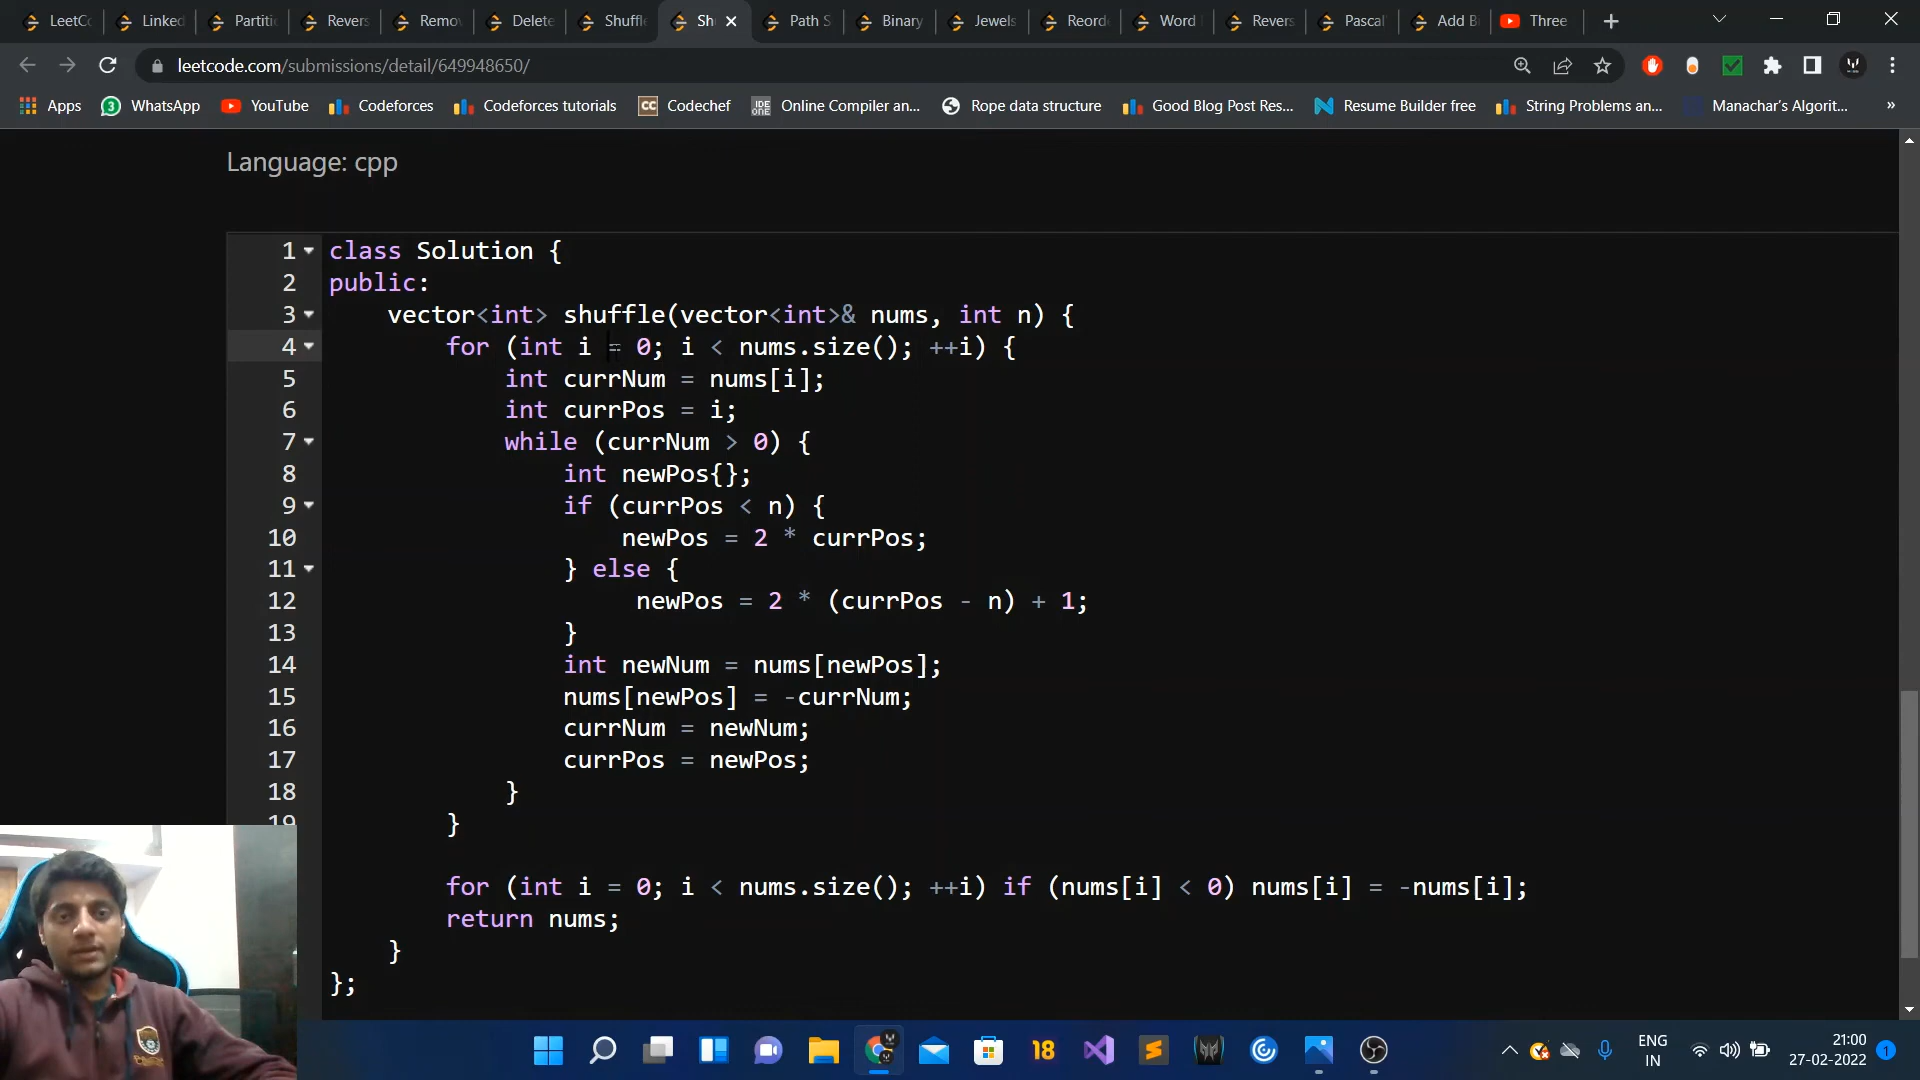 LeetCo Linked Partiti Revers Remov Delete Shuffl Sh Path S Binary Jewels Reord Word Revers Pascal Add B Three
leetcode.com/submissions/detail/649948650/
Apps WhatsApp YouTube Codeforces Codeforces tutorials Codechef Online Compiler an... Rope data structure Good Blog Post Res... Resume Builder free String Problems an... Manachar's Algorit... »
Language: cpp
1 class Solution {
2 public:
3 vector<int> shuffle(vector<int>& nums, int n) {
4 for (int i = 0; i < nums.size(); ++i) {
5 int currNum = nums[i];
6 int currPos = i;
7 while (currNum > 0) {
8 int newPos{};
9 if (currPos < n) {
10 newPos = 2 * currPos;
11 } else {
12 newPos = 2 * (currPos - n) + 1;
13 }
14 int newNum = nums[newPos];
15 nums[newPos] = -currNum;
16 currNum = newNum;
17 currPos = newPos;
18 }
19 }
for (int i = 0; i < nums.size(); ++i) if (nums[i] < 0) nums[i] = -nums[i];
return nums;
}
};
18
ENG
IN
21:00
27-02-2022
1